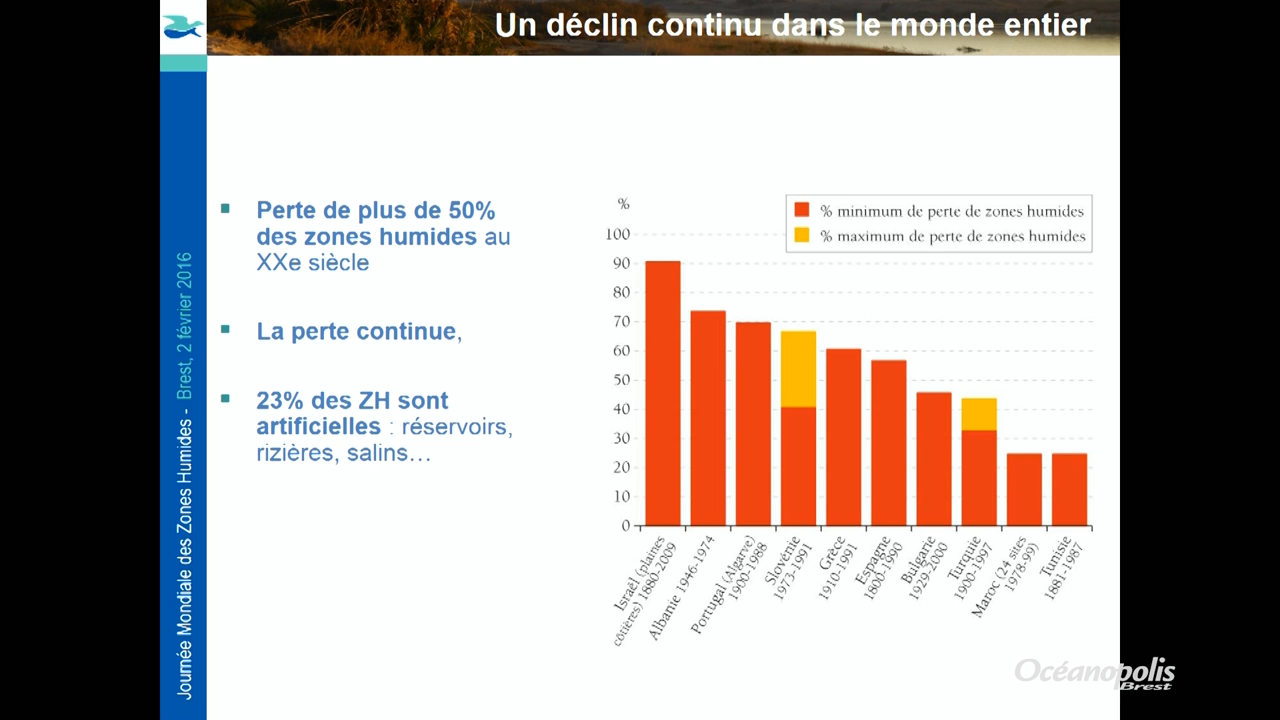 Un déclin continu dans le monde entier
Perte de plus de 50%
des zones humides au
XXe siècle
La perte continue,
23% des ZH sont
artificielles : réservoirs,
rizières, salins…
%
% minimum de perte de zones humides
% maximum de perte de zones humides
100
90
80
70
60
50
40
30
20
10
0
Israël (plaines
côtières) 1880-2009
Albanie 1946-1974
Portugal (Algarve)
1900-1988
Slovénie
1973-1991
Grèce
1910-1991
Espagne
1800-1990
Bulgarie
1929-2000
Turquie
1900-1997
Maroc (24 sites
1978-99)
Tunisie
1881-1987
Journée Mondiale des Zones Humides - Brest, 2 février 2016
Océanopolis
Brest